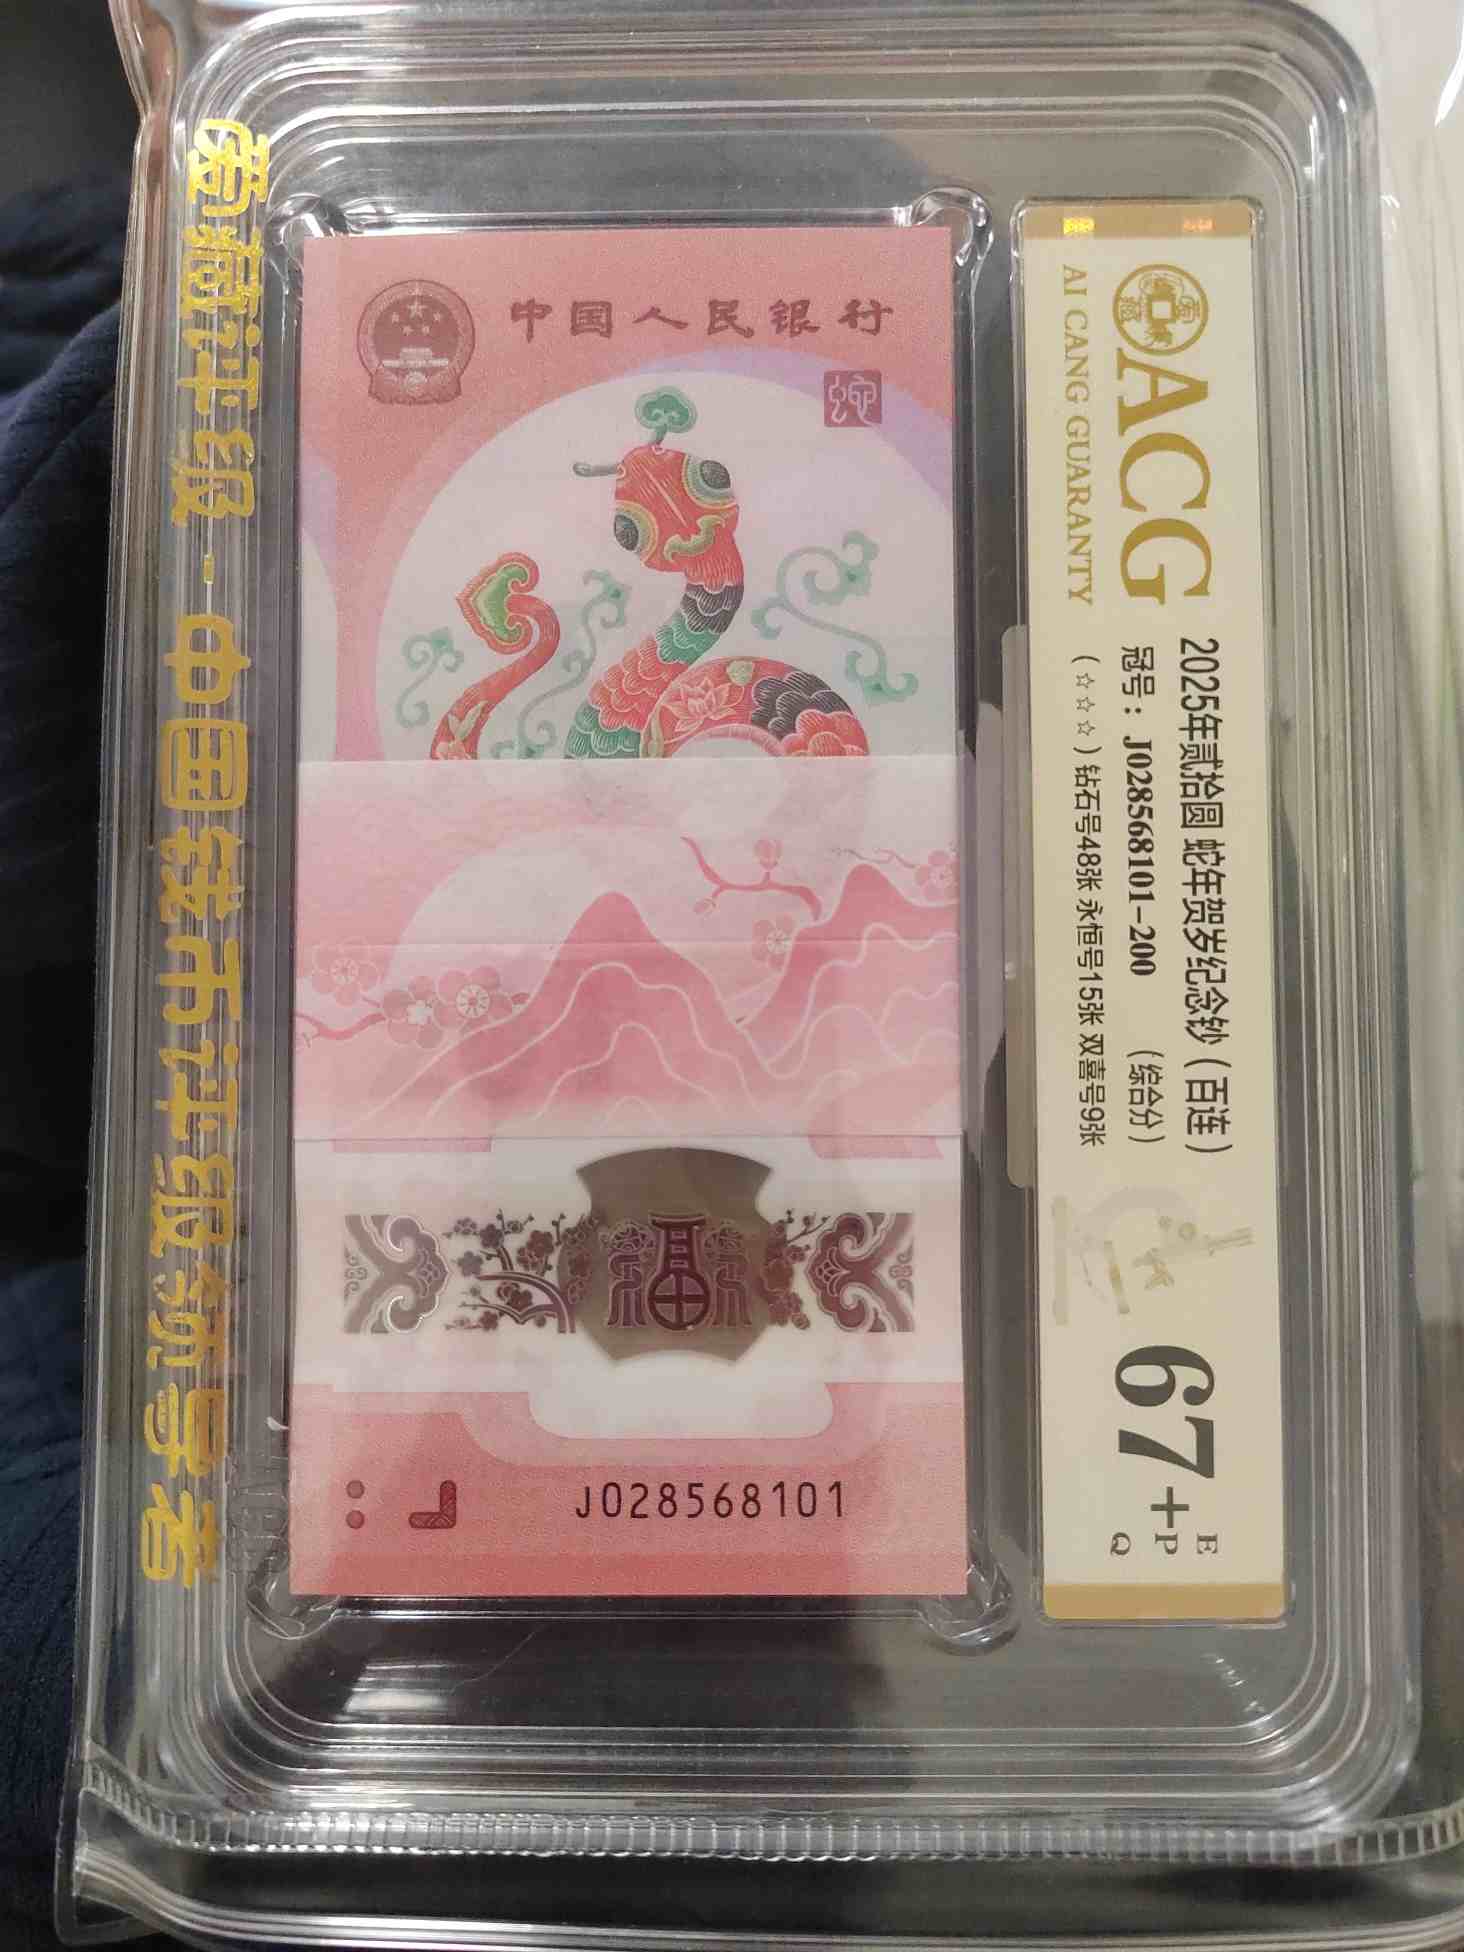 爱藏评级-中国钱币评级领导者
中国人民银行
蛇
J028568101
ACG
AI CANG GUARANTY
2025年贰拾圆 蛇年贺岁纪念钞(百连)
冠号:J028568101-200 (综合分)
(☆☆☆)钻石号48张 永恒号15张 双喜号9张
67+
E
P
Q